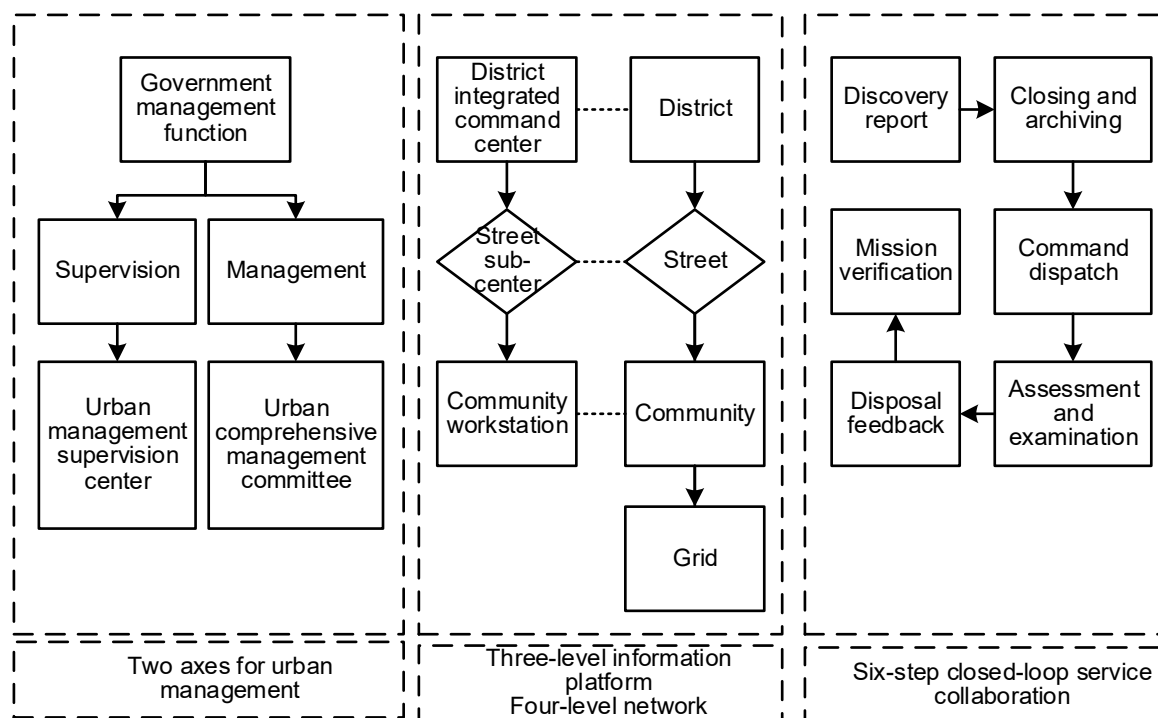 Government
management
function
Supervision
Management
Urban
management
supervision
center
Urban
comprehensive
management
committee
Two axes for urban
management
District
integrated
command
center
District
Street
sub-
center
Street
Community
workstation
Community
Grid
Three-level information
platform
Four-level network
Discovery
report
Closing and
archiving
Mission
verification
Command
dispatch
Disposal
feedback
Assessment
and
examination
Six-step closed-loop service
collaboration